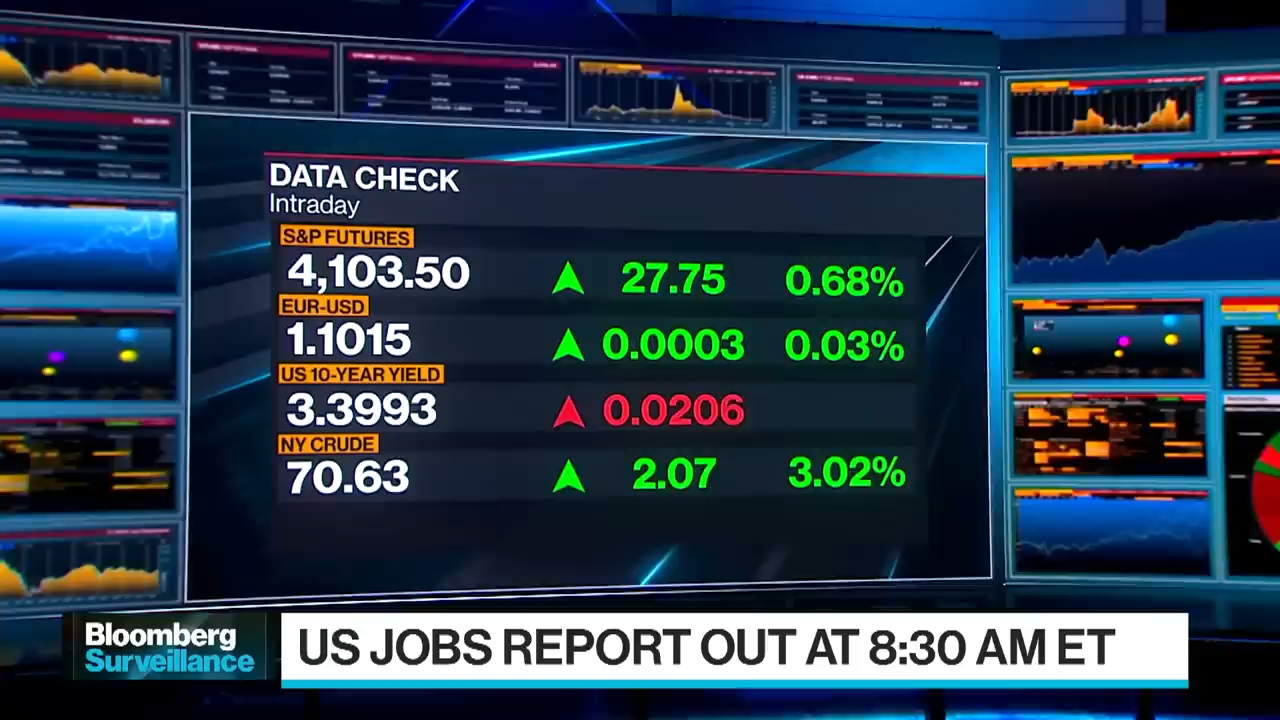 DATA CHECK
Intraday
S&P FUTURES
4,103.50 27.75 0.68%
EUR-USD
1.1015 0.0003 0.03%
US 10-YEAR YIELD
3.3993 0.0206
NY CRUDE
70.63 2.07 3.02%
Bloomberg
Surveillance
US JOBS REPORT OUT AT 8:30 AM ET